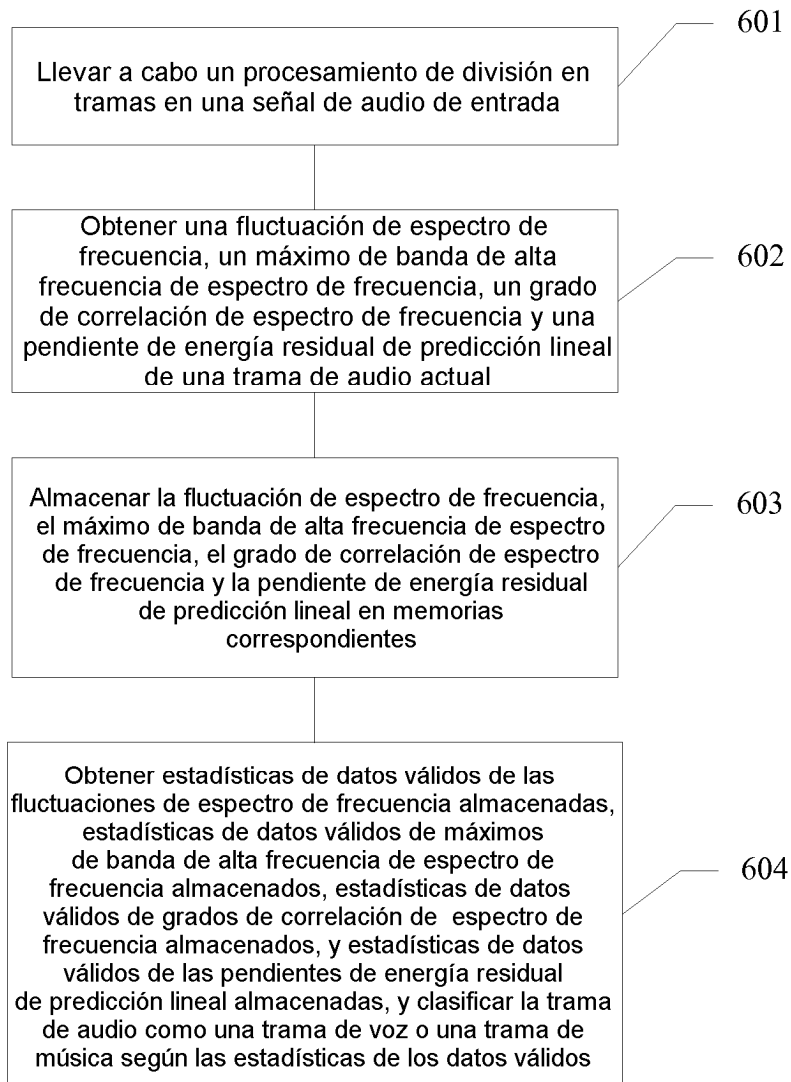 601
Llevar a cabo un procesamiento de división en
tramas en una señal de audio de entrada
Obtener una fluctuación de espectro de
frecuencia, un máximo de banda de alta
frecuencia de espectro de frecuencia, un grado
de correlación de espectro de frecuencia y una
pendiente de energía residual de predicción lineal
de una trama de audio actual
602
Almacenar la fluctuación de espectro de frecuencia,
el máximo de banda de alta frecuencia de espectro
de frecuencia, el grado de correlación de espectro
de frecuencia y la pendiente de energía residual
de predicción lineal en memorias
correspondientes
603
Obtener estadísticas de datos válidos de las
fluctuaciones de espectro de frecuencia almacenadas,
estadísticas de datos válidos de máximos
de banda de alta frecuencia de espectro de
frecuencia almacenados, estadísticas de datos
válidos de grados de correlación de espectro de
frecuencia almacenados, y estadísticas de datos
válidos de las pendientes de energía residual
de predicción lineal almacenadas, y clasificar la trama
de audio como una trama de voz o una trama de
música según las estadísticas de los datos válidos
604